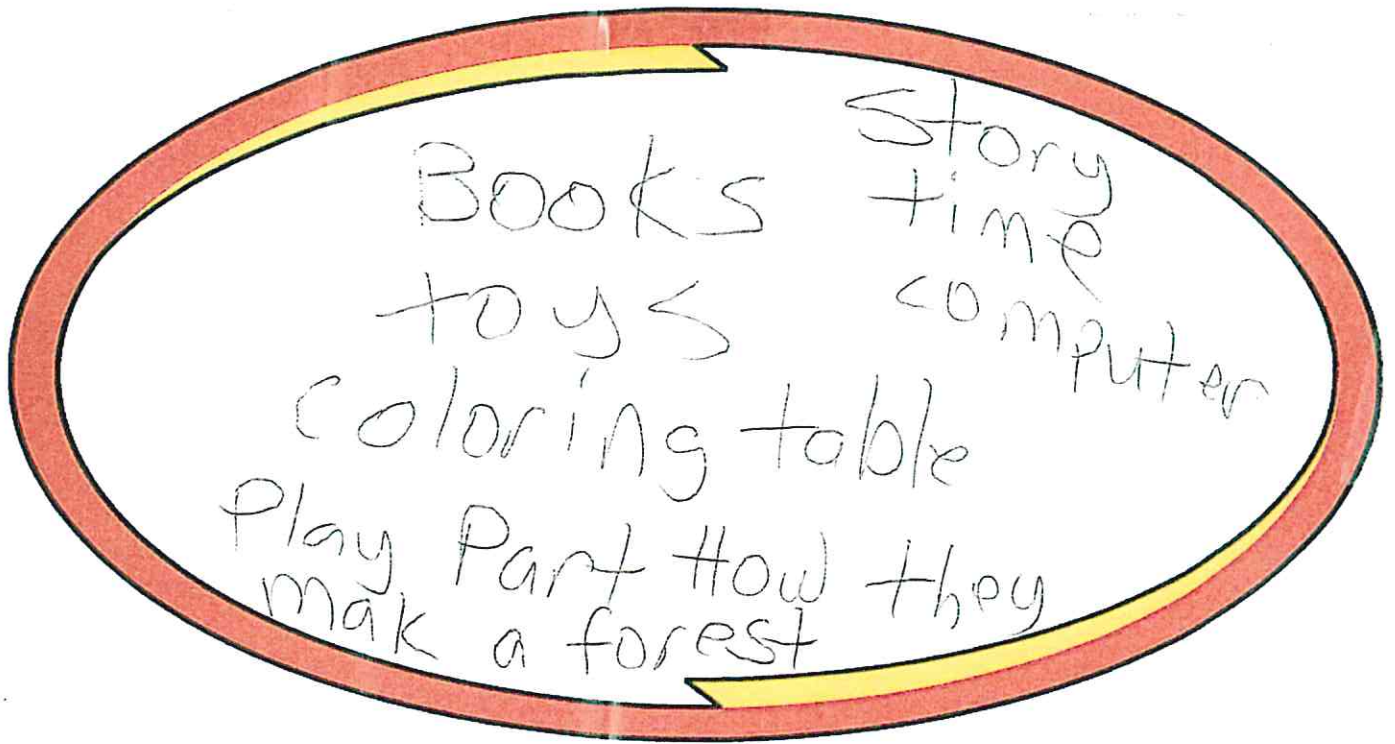 Books
toys
coloring table
Play Part How they
mak a forest
Story
time
computer